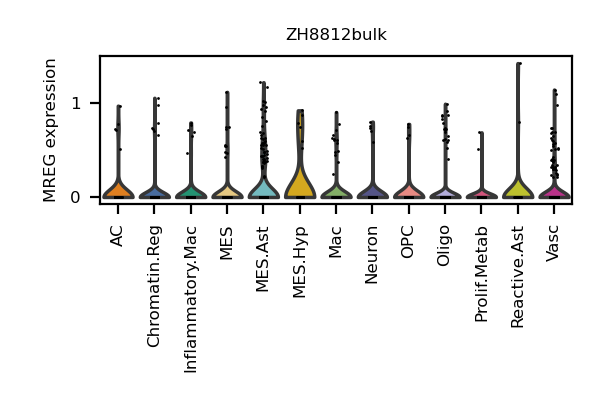 ZH8812bulk
MREG expression
1
0
AC
Chromatin.Reg
Inflammatory.Mac
MES
MES.Ast
MES.Hyp
Mac
Neuron
OPC
Oligo
Prolif.Metab
Reactive.Ast
Vasc